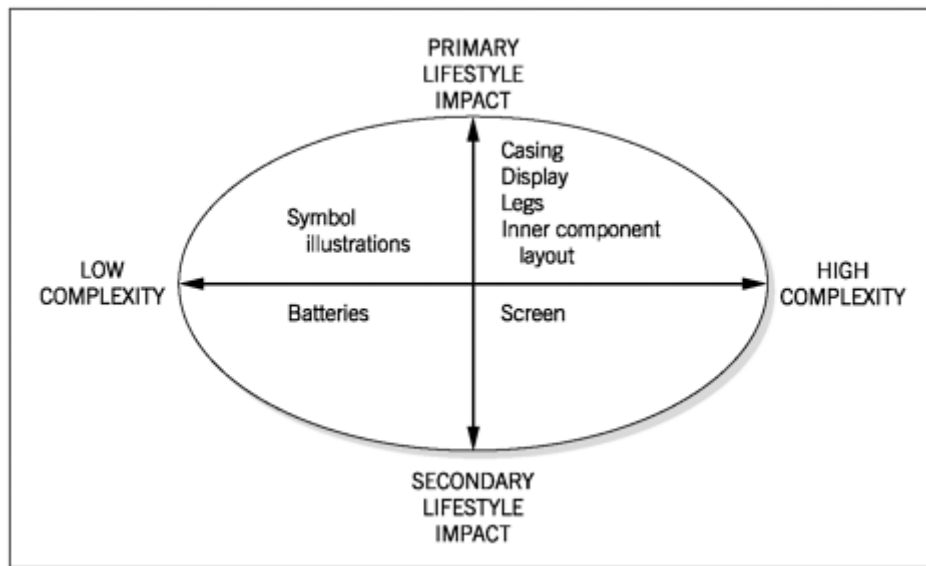 PRIMARY
LIFESTYLE
IMPACT
Casing
Display
Legs
Inner component
layout
Symbol
illustrations
LOW
COMPLEXITY
HIGH
COMPLEXITY
Batteries
Screen
SECONDARY
LIFESTYLE
IMPACT